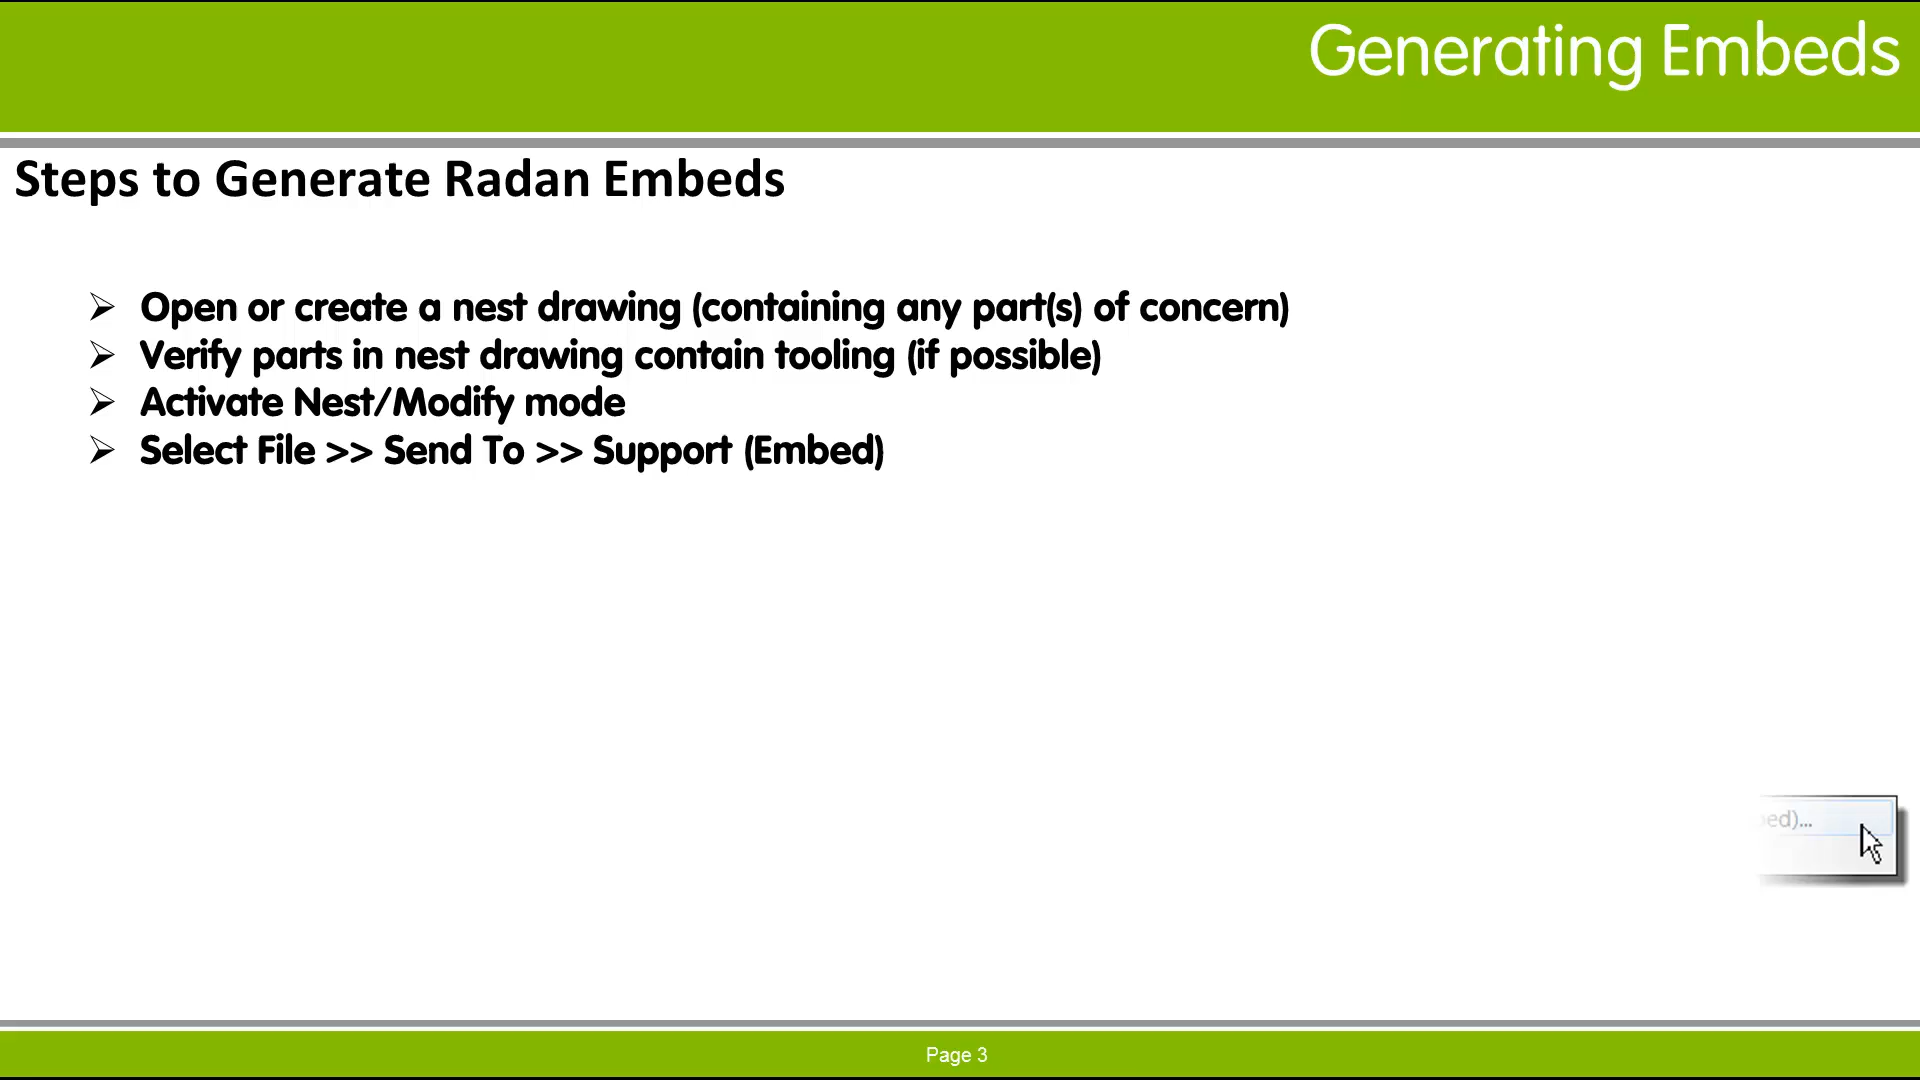 Generating Embeds
Steps to Generate Radan Embeds
➢ Open or create a nest drawing (containing any part(s) of concern)
➢ Verify parts in nest drawing contain tooling (if possible)
➢ Activate Nest/Modify mode
➢ Select File >> Send To >> Support (Embed)
ed)...
Page 3